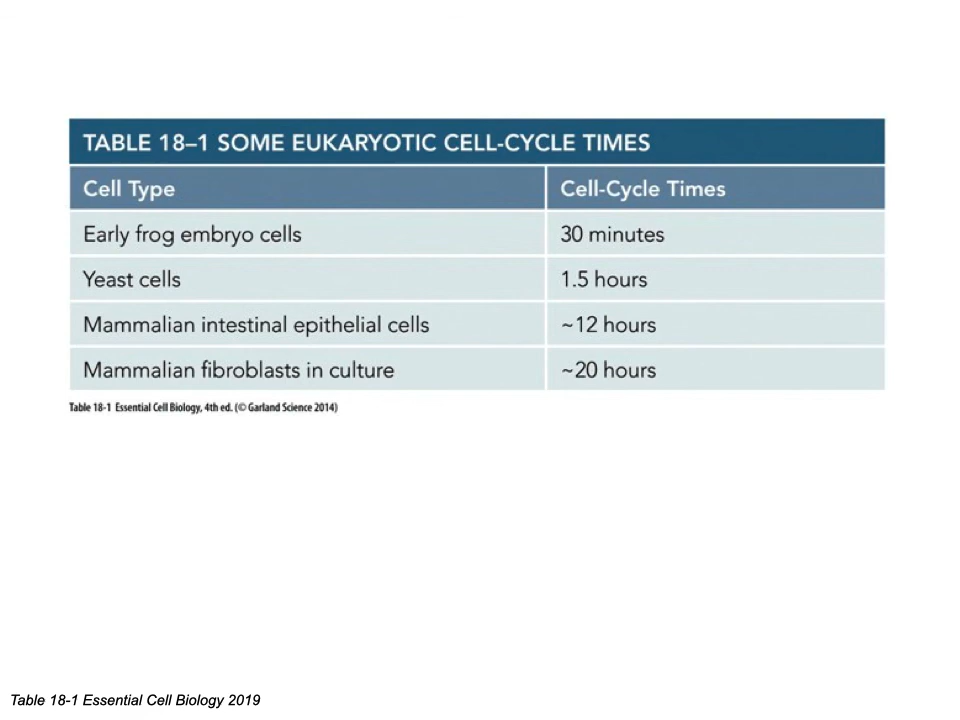 TABLE 18–1 SOME EUKARYOTIC CELL-CYCLE TIMES
Cell Type Cell-Cycle Times
Early frog embryo cells 30 minutes
Yeast cells 1.5 hours
Mammalian intestinal epithelial cells ~12 hours
Mammalian fibroblasts in culture ~20 hours
Table 18-1 Essential Cell Biology, 4th ed. (© Garland Science 2014)
Table 18-1 Essential Cell Biology 2019